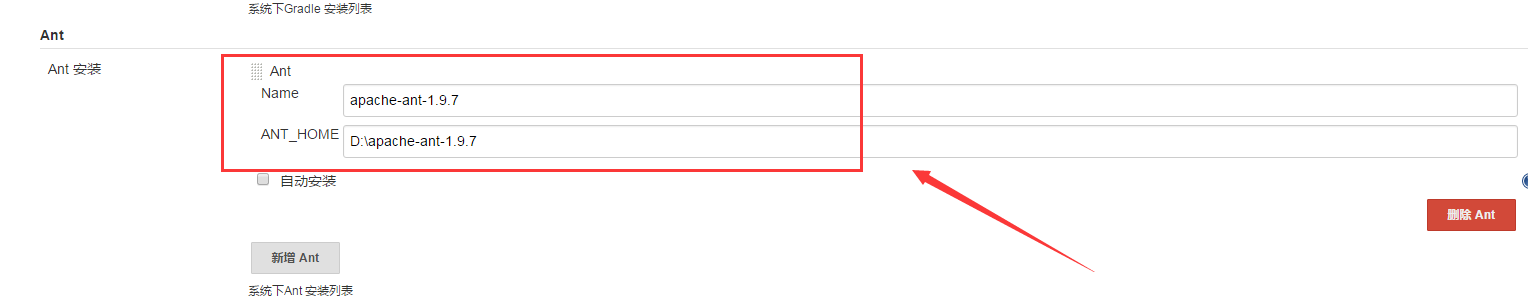 系统下Gradle 安装列表
Ant
Ant 安装
Ant
Name
apache-ant-1.9.7
ANT_HOME
D:\apache-ant-1.9.7
自动安装
删除 Ant
新增 Ant
系统下Ant 安装列表